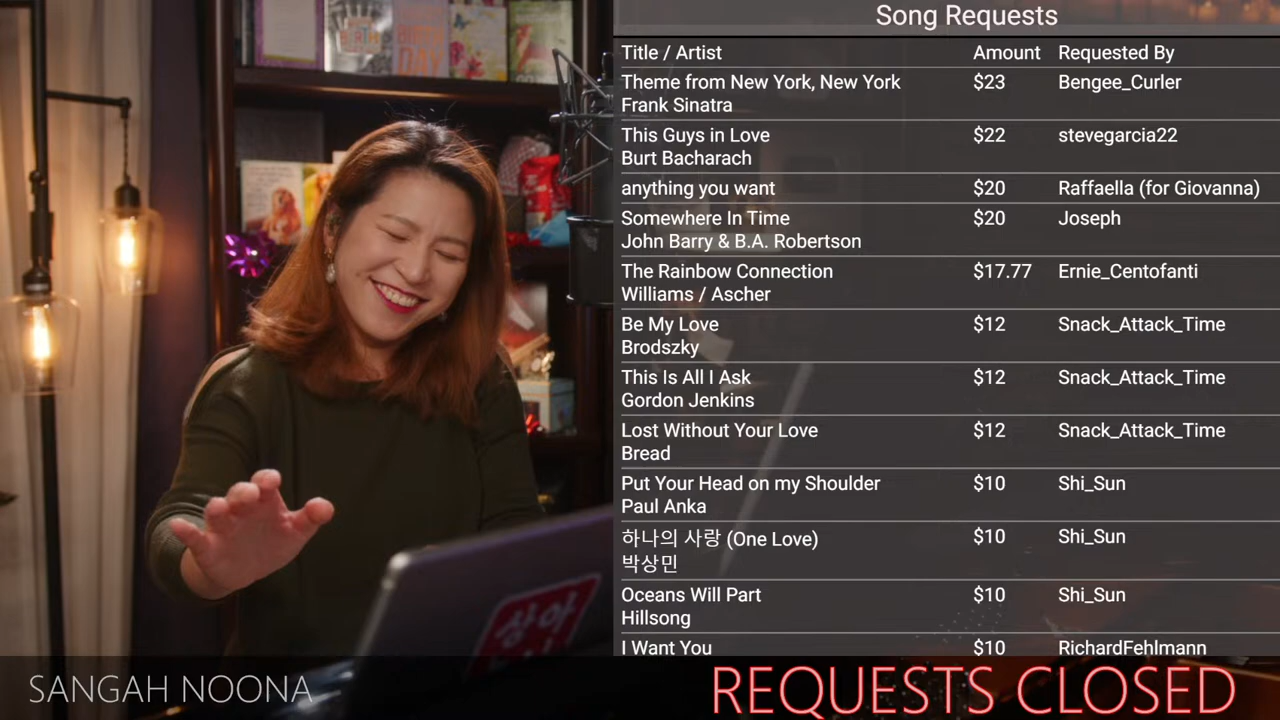 BIRTH
BIRTH
DAY
Song Requests
Title / Artist Amount Requested By
Theme from New York, New York $23 Bengee_Curler
Frank Sinatra
This Guys in Love $22 stevegarcia22
Burt Bacharach
anything you want $20 Raffaella (for Giovanna)
Somewhere In Time $20 Joseph
John Barry & B.A. Robertson
The Rainbow Connection $17.77 Ernie_Centofanti
Williams / Ascher
Be My Love $12 Snack_Attack_Time
Brodszky
This Is All I Ask $12 Snack_Attack_Time
Gordon Jenkins
Lost Without Your Love $12 Snack_Attack_Time
Bread
Put Your Head on my Shoulder $10 Shi_Sun
Paul Anka
하나의 사랑 (One Love) $10 Shi_Sun
박상민
Oceans Will Part $10 Shi_Sun
Hillsong
I Want You $10 RichardFehlmann
상아
SANGAH NOONA
REQUESTS CLOSED